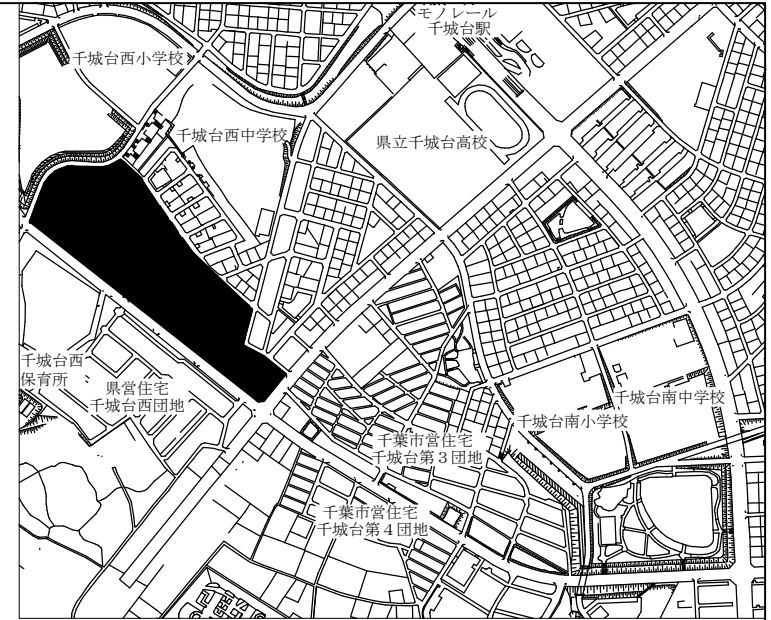 モノレール
千城台駅
千城台西小学校
千城台西中学校
県立千城台高校
千城台西
保育所
県営住宅
千城台西団地
千城台南中学校
千城台南小学校
千葉市営住宅
千城台第３団地
千葉市営住宅
千城台第４団地